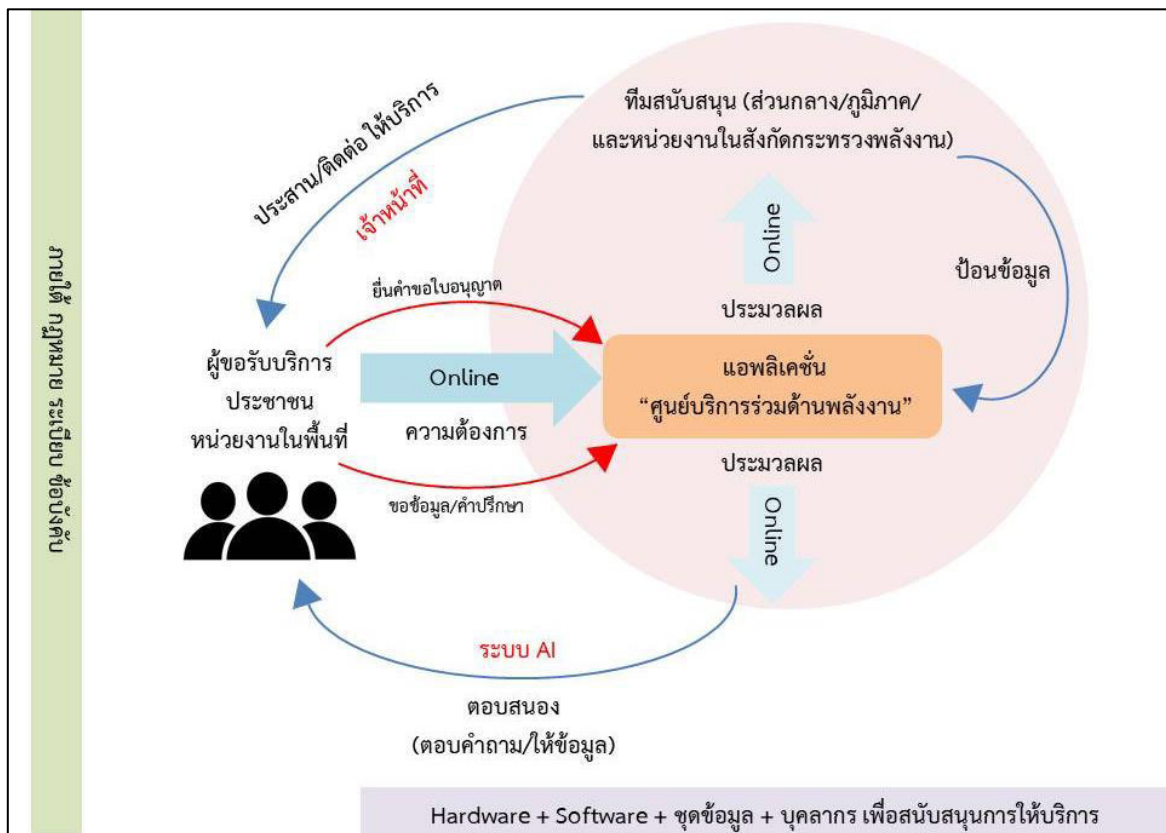 ภายใต้ กฎหมาย ระเบียบ ข้อบังคับ
ทีมสนับสนุน (ส่วนกลาง/ภูมิภาค/
และหน่วยงานในสังกัดกระทรวงพลังงาน)
ประสาน/ติดต่อ ให้บริการ
เจ้าหน้าที่
Online
ป้อนข้อมูล
ยื่นคำขอใบอนุญาต
ประมวลผล
ผู้ขอรับบริการ
ประชาชน
หน่วยงานในพื้นที่
Online
ความต้องการ
แอพลิเคชั่น
“ศูนย์บริการร่วมด้านพลังงาน”
ขอข้อมูล/คำปรึกษา
ประมวลผล
Online
ระบบ AI
ตอบสนอง
(ตอบคำถาม/ให้ข้อมูล)
Hardware + Software + ชุดข้อมูล + บุคลากร เพื่อสนับสนุนการให้บริการ